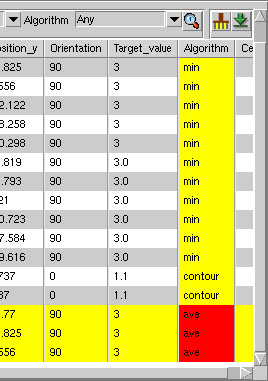 Algorithm Any
osition_y Orientation Target_value Algorithm Ce
.825 90 3 min
556 90 3 min
2.122 90 3 min
8.258 90 3 min
0.298 90 3 min
.819 90 3.0 min
.793 90 3.0 min
21 90 3.0 min
0.723 90 3.0 min
7.584 90 3.0 min
9.616 90 3.0 min
737 0 1.1 contour
37 0 1.1 contour
.77 90 3 ave
.825 90 3 ave
556 90 3 ave